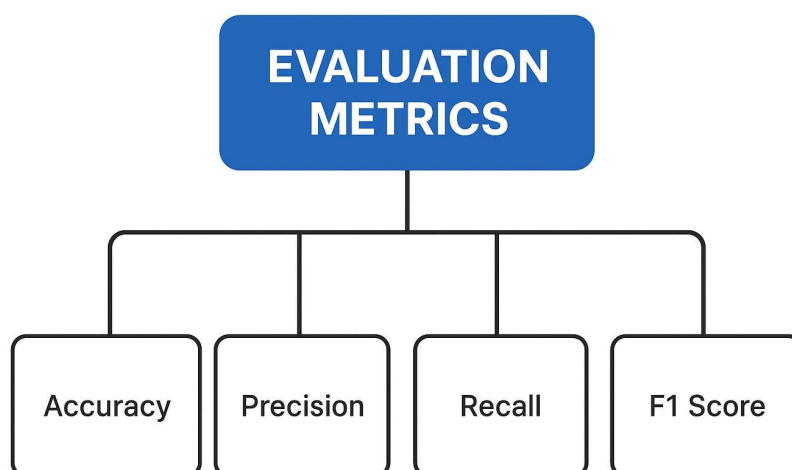 EVALUATION
METRICS
Accuracy
Precision
Recall
F1 Score